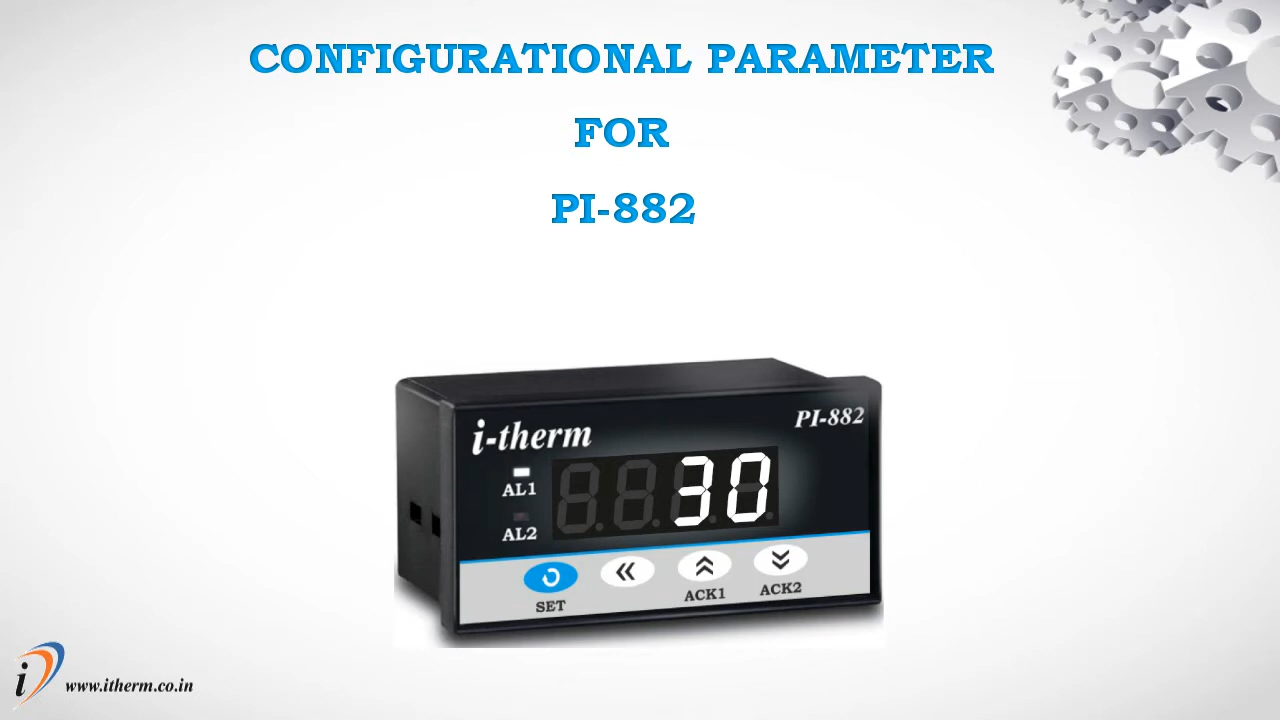 CONFIGURATIONAL PARAMETER
FOR
PI-882
i-therm
PI-882
AL1
30
AL2
SET
ACK1
ACK2
i
www.itherm.co.in